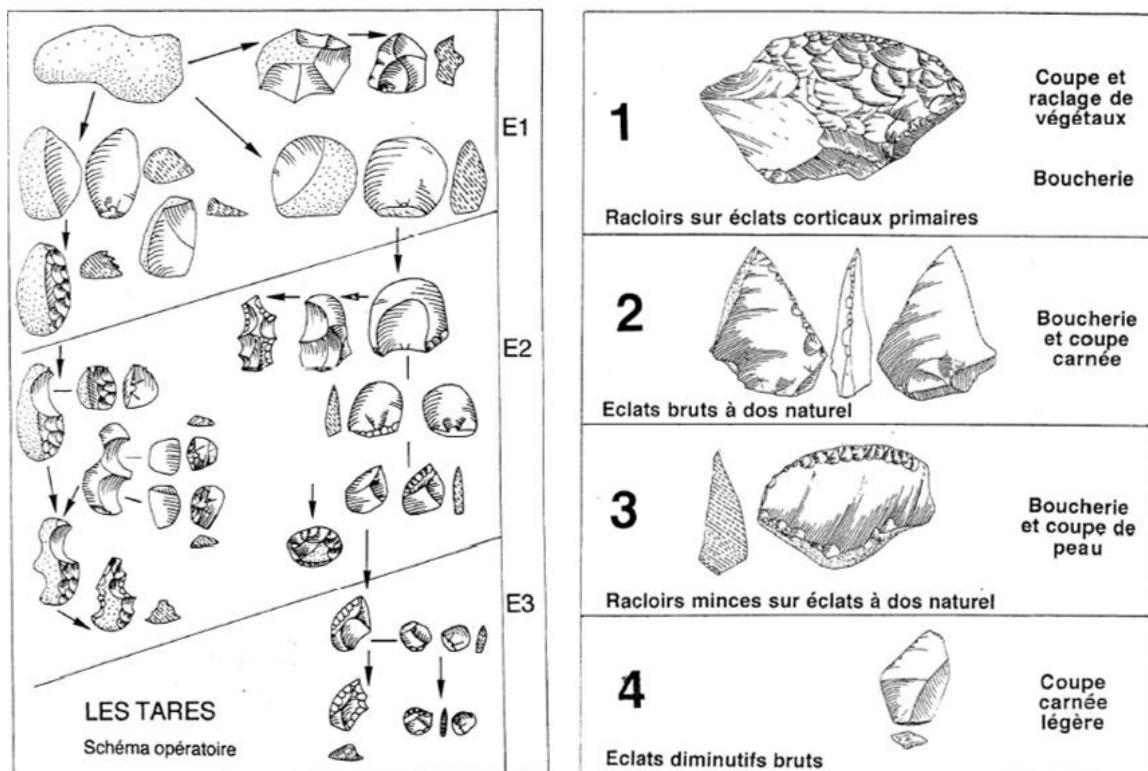 E1
E2
E3
LES TARES
Schéma opératoire
1
Coupe et
raclage de
végétaux
Boucherie
Racloirs sur éclats corticaux primaires
2
Boucherie
et coupe
carnée
Eclats bruts à dos naturel
3
Boucherie
et coupe de
peau
Racloirs minces sur éclats à dos naturel
4
Coupe
carnée
légère
Eclats diminutifs bruts